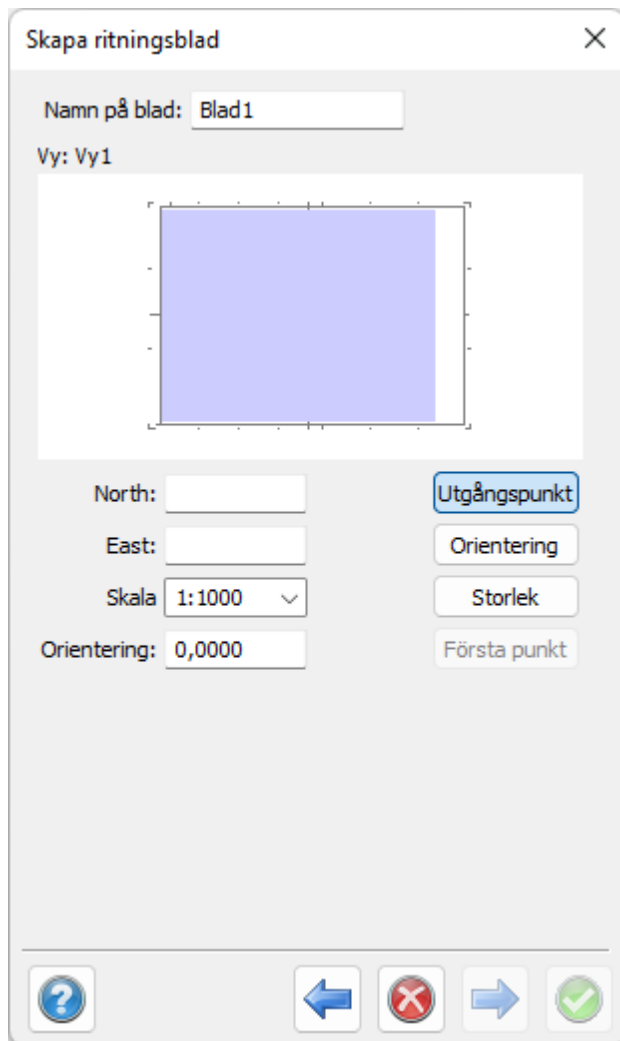 Skapa ritningsblad
Namn på blad: Blad1
Vy: Vy1
North: Utgångspunkt
East: Orientering
Skala 1:1000 Storlek
Orientering: 0,0000 Första punkt